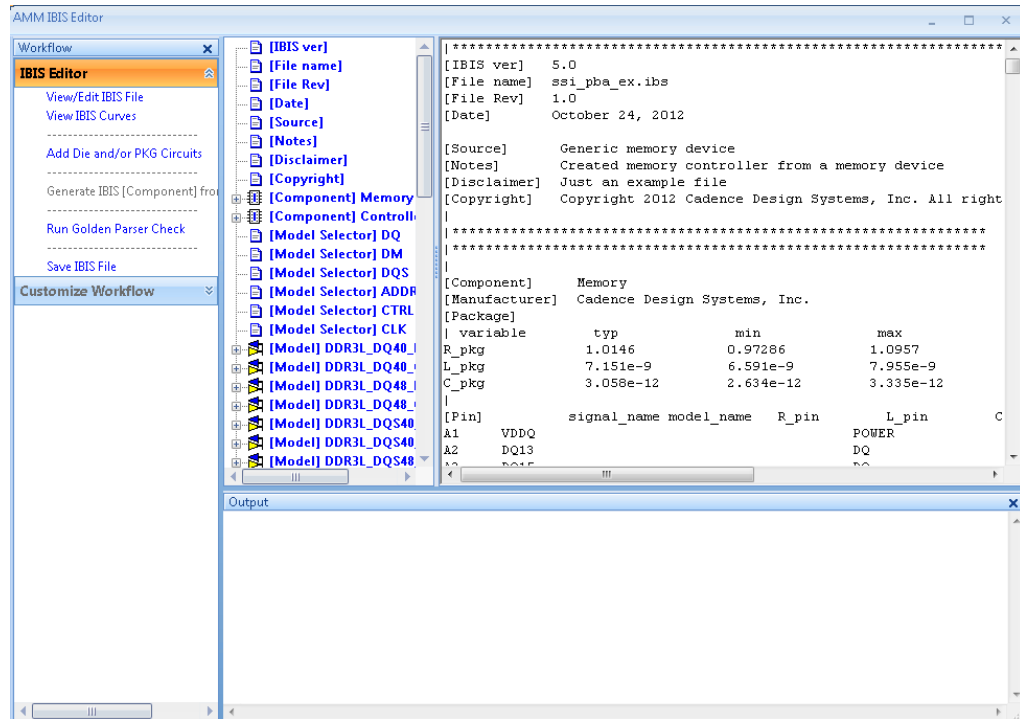 AMM IBIS Editor
Workflow
IBIS Editor
View/Edit IBIS File
View IBIS Curves
----------------------------
Add Die and/or PKG Circuits
----------------------------
Generate IBIS [Component] from
----------------------------
Run Golden Parser Check
----------------------------
Save IBIS File
Customize Workflow
[IBIS ver]
[File name]
[File Rev]
[Date]
[Source]
[Notes]
[Disclaimer]
[Copyright]
[Component] Memory
[Component] Controlle
[Model Selector] DQ
[Model Selector] DM
[Model Selector] DQS
[Model Selector] ADDR
[Model Selector] CTRL
[Model Selector] CLK
[Model] DDR3L_DQ40_
[Model] DDR3L_DQ40_
[Model] DDR3L_DQ48_
[Model] DDR3L_DQ48_
[Model] DDR3L_DQS40_
[Model] DDR3L_DQS40_
[Model] DDR3L_DQS48_
|*******************************************************************
[IBIS ver] 5.0
[File name] ssi_pba_ex.ibs
[File Rev] 1.0
[Date] October 24, 2012
[Source] Generic memory device
[Notes] Created memory controller from a memory device
[Disclaimer] Just an example file
[Copyright] Copyright 2012 Cadence Design Systems, Inc. All right
|
|*****************************************************************
|*****************************************************************
|
[Component] Memory
[Manufacturer] Cadence Design Systems, Inc.
[Package]
| variable typ min max
R_pkg 1.0146 0.97286 1.0957
L_pkg 7.151e-9 6.591e-9 7.955e-9
C_pkg 3.058e-12 2.634e-12 3.335e-12
|
[Pin] signal_name model_name R_pin L_pin C
A1 VDDQ POWER
A2 DQ13 DQ
A3 DQ15 DQ
Output